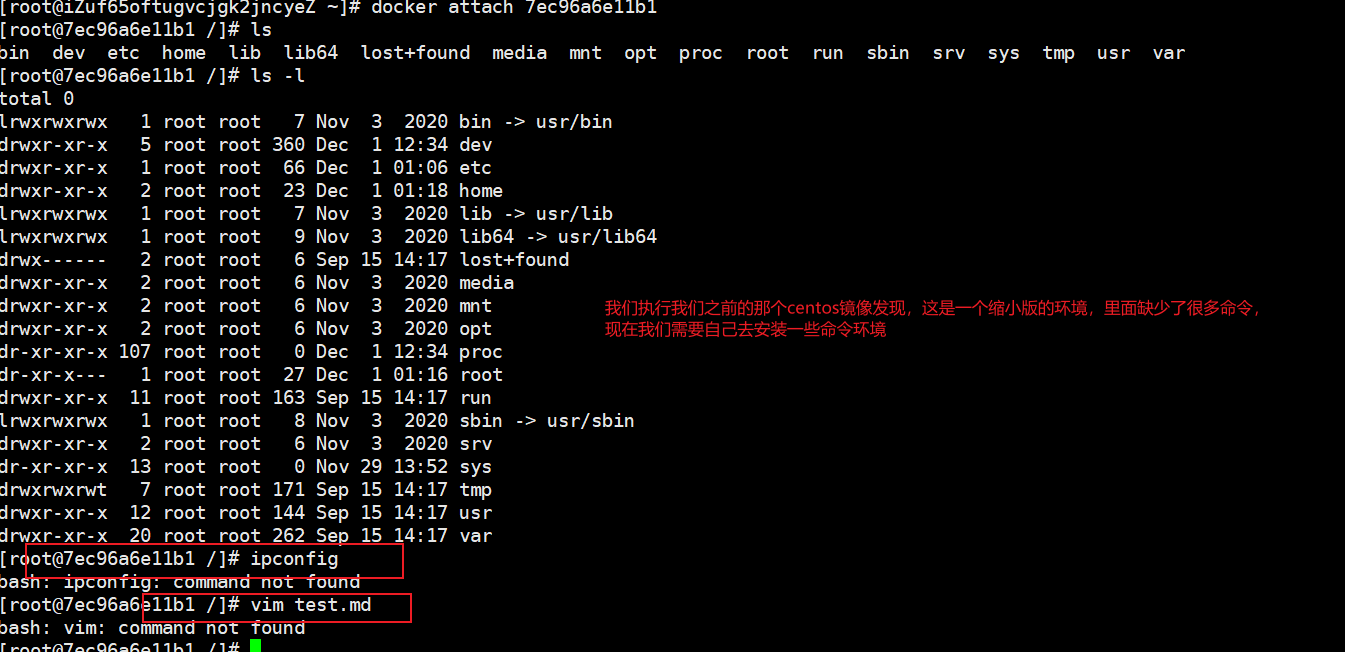 [root@iZuf65oftugvcjgk2jncyeZ ~]# docker attach 7ec96a6e11b1
[root@7ec96a6e11b1 /]# ls
bin dev etc home lib lib64 lost+found media mnt opt proc root run sbin srv sys tmp usr var
[root@7ec96a6e11b1 /]# ls -l
total 0
lrwxrwxrwx 1 root root 7 Nov 3 2020 bin -> usr/bin
drwxr-xr-x 5 root root 360 Dec 1 12:34 dev
drwxr-xr-x 1 root root 66 Dec 1 01:06 etc
drwxr-xr-x 2 root root 23 Dec 1 01:18 home
lrwxrwxrwx 1 root root 7 Nov 3 2020 lib -> usr/lib
lrwxrwxrwx 1 root root 9 Nov 3 2020 lib64 -> usr/lib64
drwx------ 2 root root 6 Sep 15 14:17 lost+found
drwxr-xr-x 2 root root 6 Nov 3 2020 media
drwxr-xr-x 2 root root 6 Nov 3 2020 mnt
drwxr-xr-x 2 root root 6 Nov 3 2020 opt
dr-xr-xr-x 107 root root 0 Dec 1 12:34 proc
dr-xr-x--- 1 root root 27 Dec 1 01:16 root
drwxr-xr-x 11 root root 163 Sep 15 14:17 run
lrwxrwxrwx 1 root root 8 Nov 3 2020 sbin -> usr/sbin
drwxr-xr-x 2 root root 6 Nov 3 2020 srv
dr-xr-xr-x 13 root root 0 Nov 29 13:52 sys
drwxrwxrwt 7 root root 171 Sep 15 14:17 tmp
drwxr-xr-x 12 root root 144 Sep 15 14:17 usr
drwxr-xr-x 20 root root 262 Sep 15 14:17 var
[root@7ec96a6e11b1 /]# ipconfig
bash: ipconfig: command not found
[root@7ec96a6e11b1 /]# vim test.md
bash: vim: command not found
[root@7ec96a6e11b1 /]#
我们执行我们之前的那个centos镜像发现，这是一个缩小版的环境，里面缺少了很多命令，
现在我们需要自己去安装一些命令环境